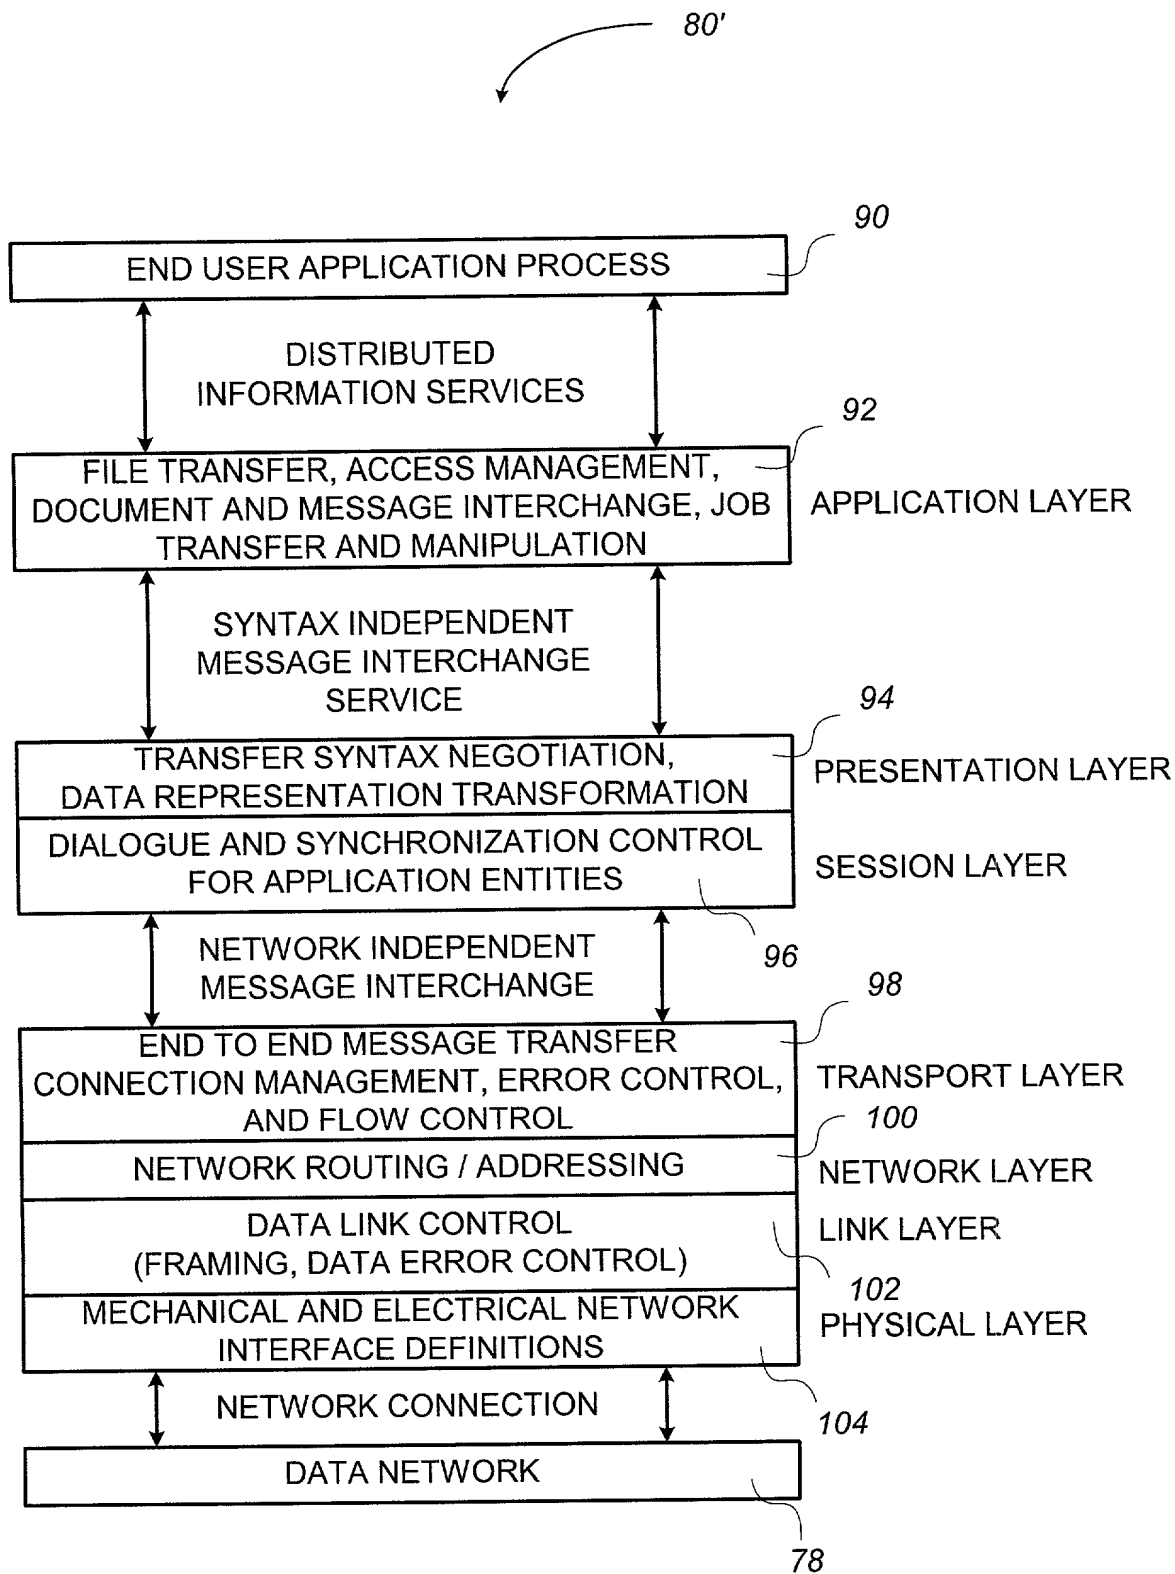 80'
90
END USER APPLICATION PROCESS
DISTRIBUTED
INFORMATION SERVICES
92
FILE TRANSFER, ACCESS MANAGEMENT,
DOCUMENT AND MESSAGE INTERCHANGE, JOB
TRANSFER AND MANIPULATION
APPLICATION LAYER
SYNTAX INDEPENDENT
MESSAGE INTERCHANGE
SERVICE
94
TRANSFER SYNTAX NEGOTIATION,
DATA REPRESENTATION TRANSFORMATION
PRESENTATION LAYER
DIALOGUE AND SYNCHRONIZATION CONTROL
FOR APPLICATION ENTITIES
SESSION LAYER
96
NETWORK INDEPENDENT
MESSAGE INTERCHANGE
98
END TO END MESSAGE TRANSFER
CONNECTION MANAGEMENT, ERROR CONTROL,
AND FLOW CONTROL
TRANSPORT LAYER
100
NETWORK ROUTING / ADDRESSING
NETWORK LAYER
DATA LINK CONTROL
(FRAMING, DATA ERROR CONTROL)
LINK LAYER
102
MECHANICAL AND ELECTRICAL NETWORK
INTERFACE DEFINITIONS
PHYSICAL LAYER
104
NETWORK CONNECTION
DATA NETWORK
78